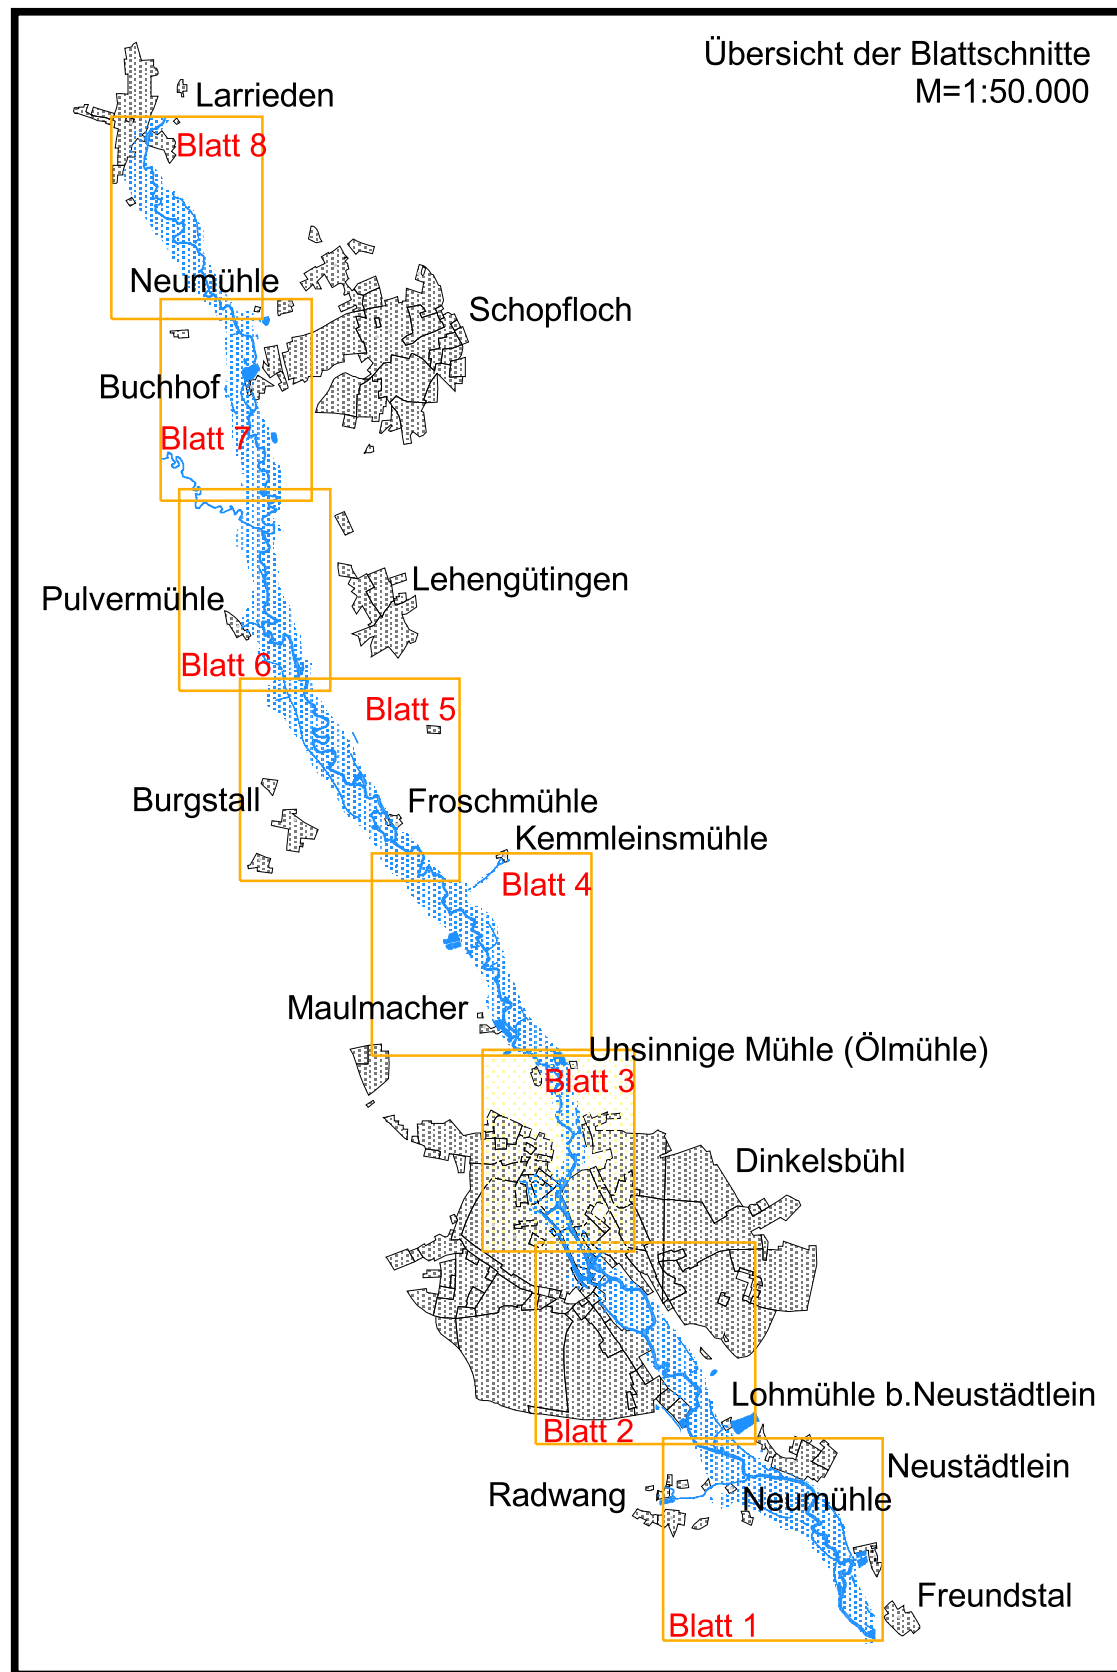 Übersicht der Blattschnitte
M=1:50.000
Larrieden
Blatt 8
Neumühle
Schopfloch
Buchhof
Blatt 7
Lehengütingen
Pulvermühle
Blatt 6
Blatt 5
Burgstall
Froschmühle
Kemmleinsmühle
Blatt 4
Maulmacher
Unsinnige Mühle (Ölmühle)
Blatt 3
Dinkelsbühl
Lohmühle b.Neustädtlein
Blatt 2
Neustädtlein
Radwang
Neumühle
Freundstal
Blatt 1